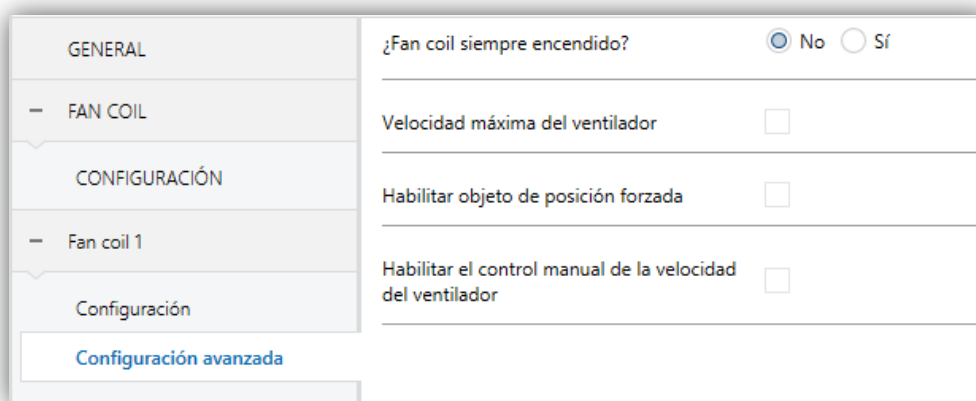 GENERAL
FAN COIL
CONFIGURACIÓN
Fan coil 1
Configuración
Configuración avanzada
¿Fan coil siempre encendido?
No
Sí
Velocidad máxima del ventilador
Habilitar objeto de posición forzada
Habilitar el control manual de la velocidad
del ventilador